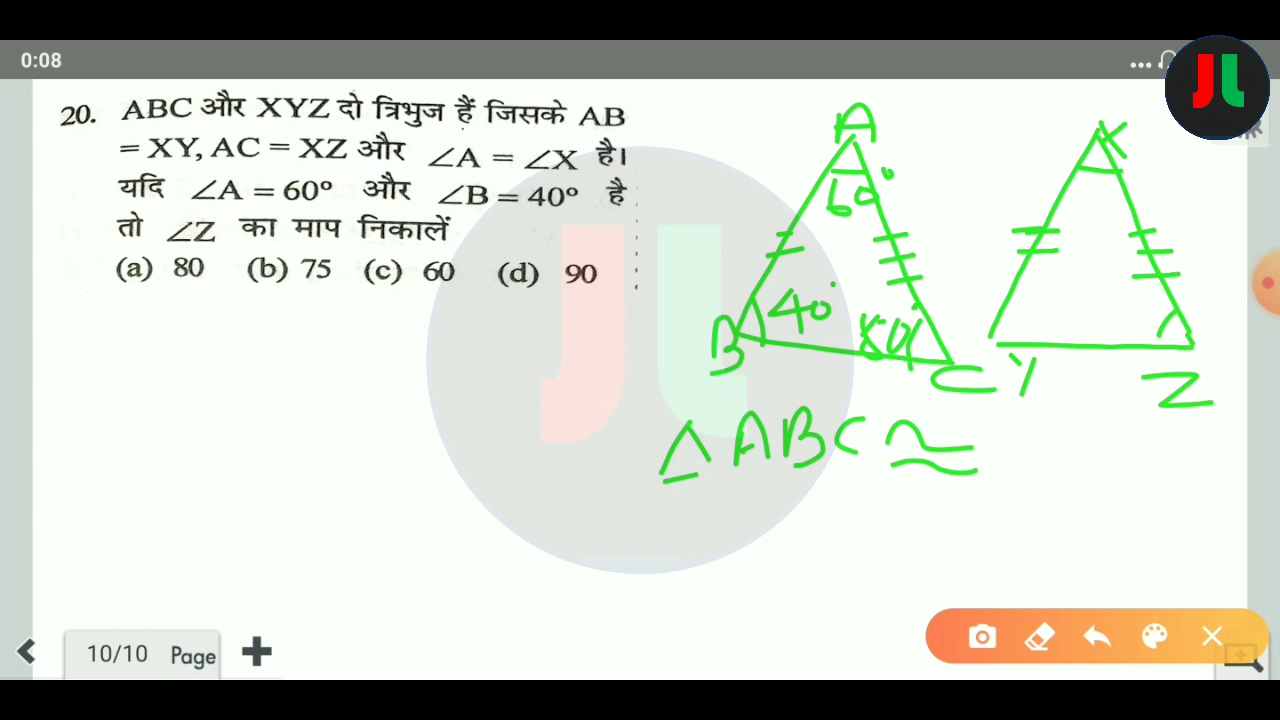 0:08
20. ABC और XYZ दो त्रिभुज हैं जिसके AB
= XY, AC = XZ और ∠A = ∠X है।
यदि ∠A = 60° और ∠B = 40° है
तो ∠Z का माप निकालें
(a) 80 (b) 75 (c) 60 (d) 90
A
X
60°
B
40°
80°
C
Y
Z
△ ABC ≅
10/10 Page
JL